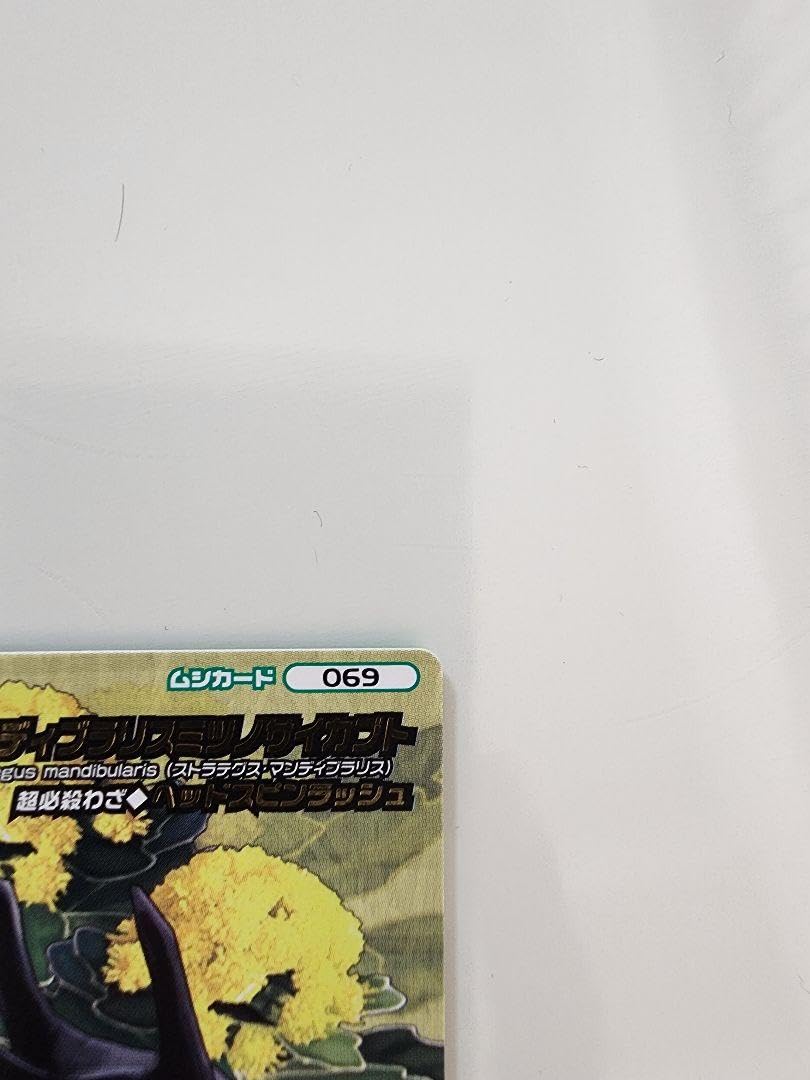 ムシカード 069
ディブラリスミツノサイカブト
egus mandibularis (ストラテグス・マンディブラリス)
超必殺わざ◆ヘッドスピンラッシュ